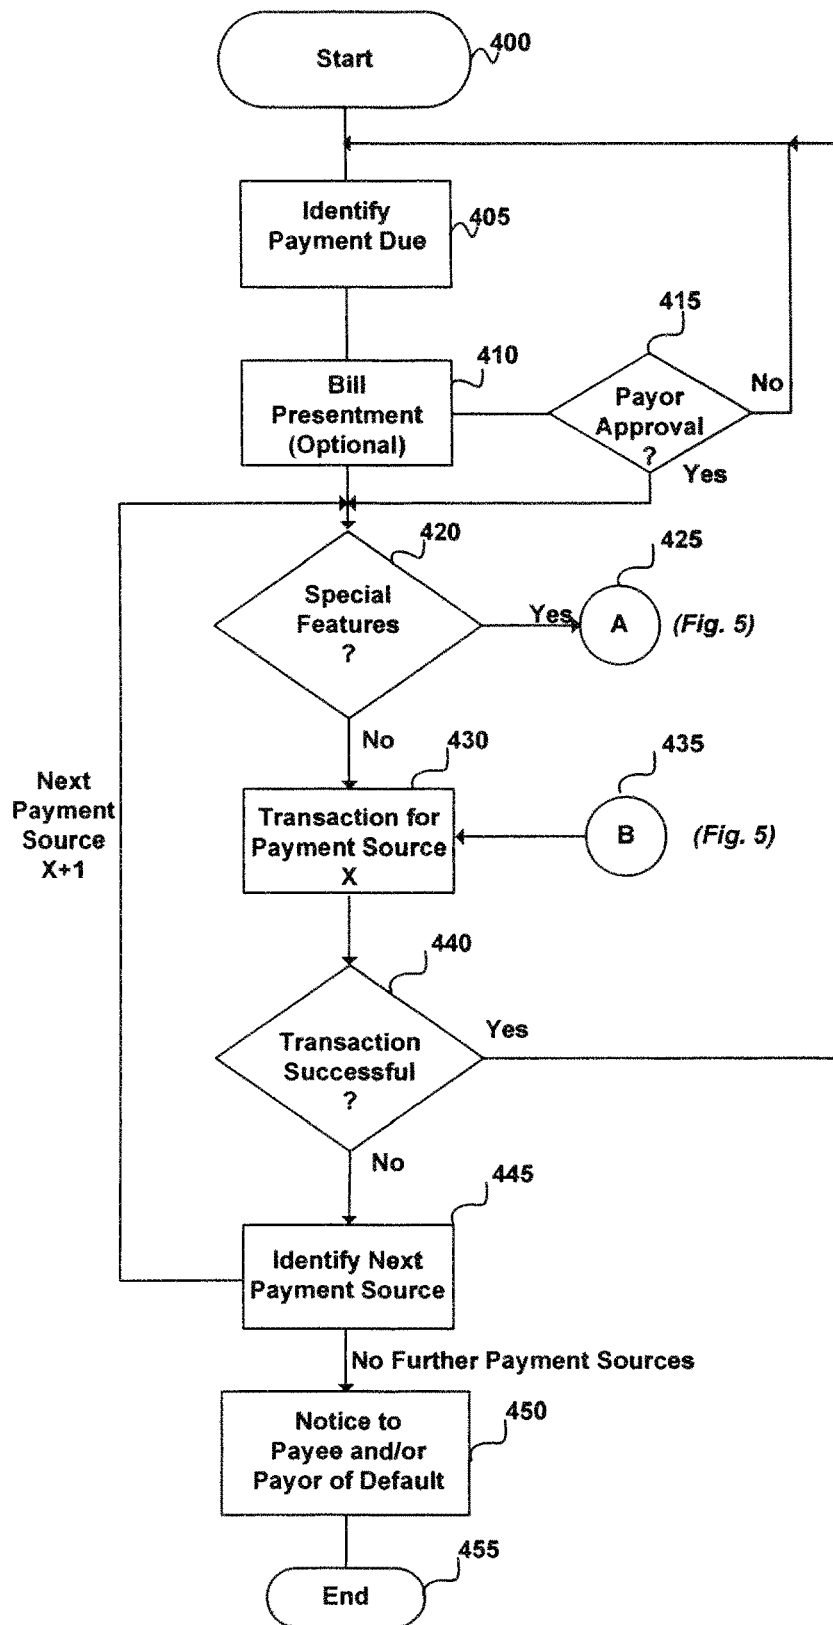 Start
400
Identify
Payment Due
405
415
410
Bill
Presentment
(Optional)
Payor
Approval
?
No
Yes
420
425
Special
Features
?
Yes
A
(Fig. 5)
No
430
435
Next
Payment
Source
X+1
Transaction for
Payment Source
X
B
(Fig. 5)
440
Transaction
Successful
?
Yes
No
445
Identify Next
Payment Source
No Further Payment Sources
450
Notice to
Payee and/or
Payor of Default
455
End